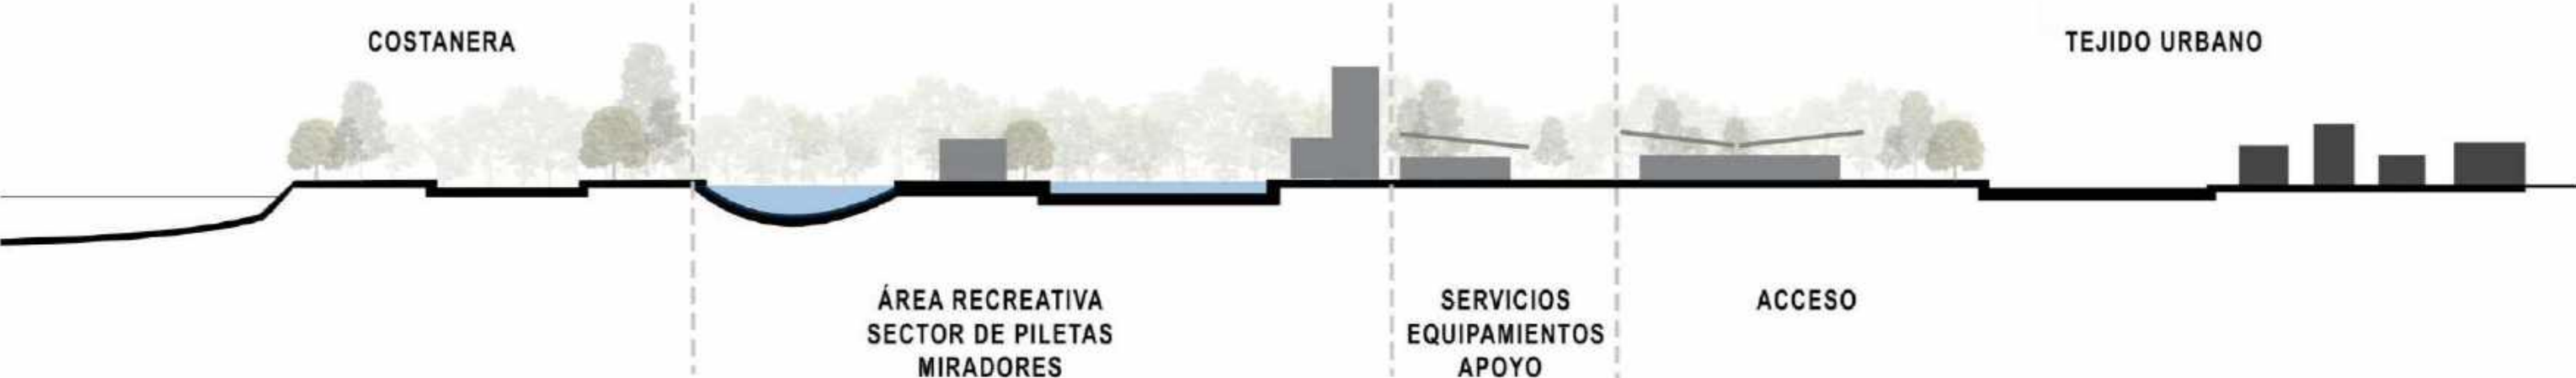 COSTANERA
TEJIDO URBANO
ÁREA RECREATIVA
SECTOR DE PILETAS
MIRADORES
SERVICIOS
EQUIPAMIENTOS
APOYO
ACCESO